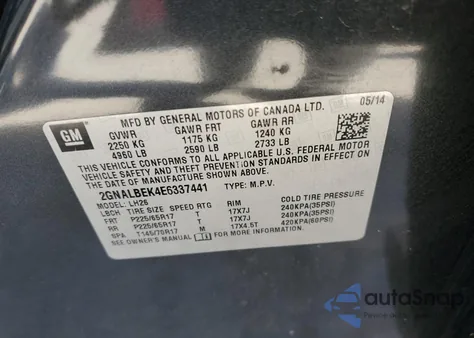 05/14
MFD BY GENERAL MOTORS OF CANADA LTD.
GM
GVWR GAWR FRT GAWR RR
2250 KG 1175 KG 1240 KG
4960 LB 2590 LB 2733 LB
THIS VEHICLE CONFORMS TO ALL APPLICABLE U.S. FEDERAL MOTOR
VEHICLE SAFETY AND THEFT PREVENTION STANDARDS IN EFFECT ON
THE DATE OF MANUFACTURE SHOWN ABOVE.
2GNALBEK4E6337441 TYPE: M.P.V.
MODEL: LH26
LBCH TIRE SIZE SPEED RTG RIM COLD TIRE PRESSURE
FRT P225/65R17 T 17X7J 240KPA(35PSI)
RR P225/65R17 T 17X7J 240KPA(35PSI)
SPA T145/70R17 M 17X4.5T 420KPA(60PSI)
SEE OWNER'S MANUAL FOR MORE INFORMATION.
autoSnap